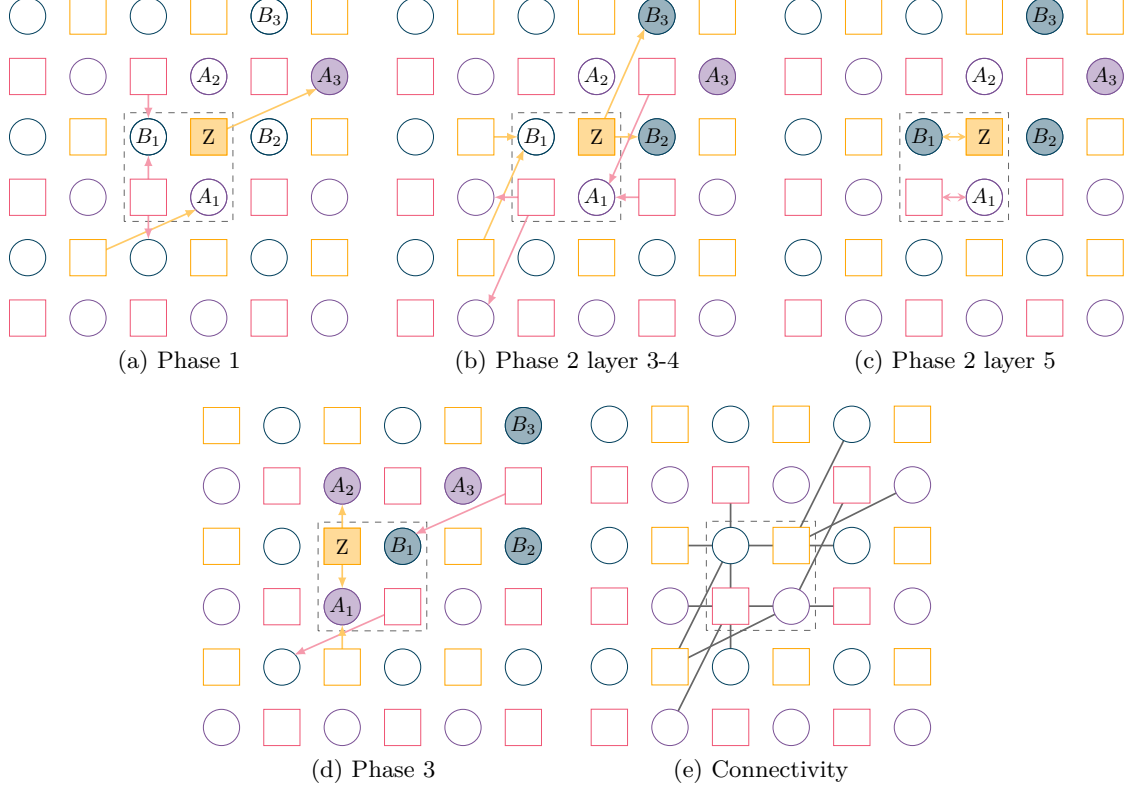 B₃
A₂ A₃
B₁ Z B₂
A₁
(a) Phase 1
B₃
A₂ A₃
B₁ Z B₂
A₁
(b) Phase 2 layer 3-4
B₃
A₂ A₃
B₁ Z B₂
A₁
(c) Phase 2 layer 5
B₃
A₂ A₃
Z B₁ B₂
A₁
(d) Phase 3
(e) Connectivity